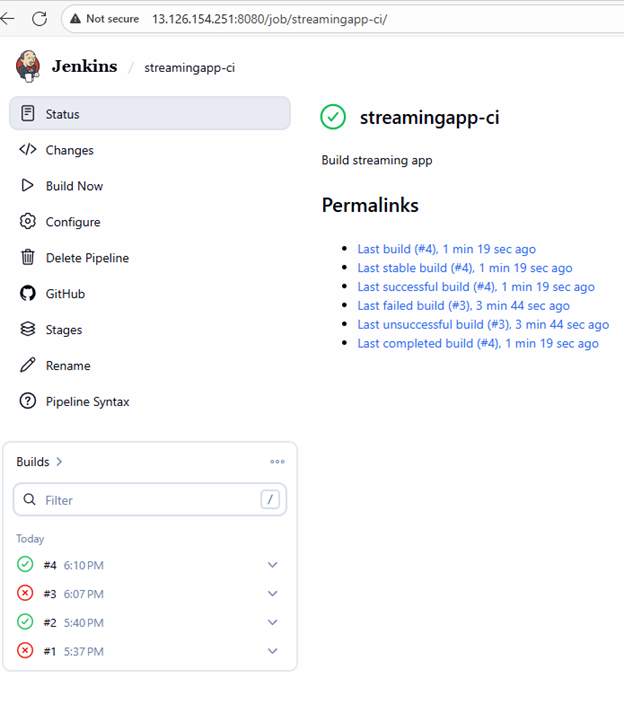 Not secure 13.126.154.251:8080/job/streamingapp-ci/
Jenkins / streamingapp-ci
Status
Changes
Build Now
Configure
Delete Pipeline
GitHub
Stages
Rename
Pipeline Syntax
streamingapp-ci
Build streaming app
Permalinks
Last build (#4), 1 min 19 sec ago
Last stable build (#4), 1 min 19 sec ago
Last successful build (#4), 1 min 19 sec ago
Last failed build (#3), 3 min 44 sec ago
Last unsuccessful build (#3), 3 min 44 sec ago
Last completed build (#4), 1 min 19 sec ago
Builds
Filter /
Today
#4 6:10 PM
#3 6:07 PM
#2 5:40 PM
#1 5:37 PM